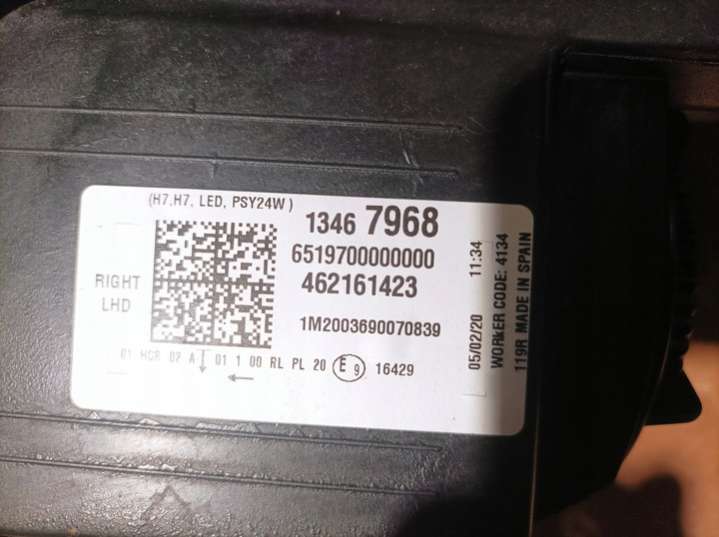 (H7,H7, LED, PSY24W)
1346 7968
6519700000000
462161423
RIGHT
LHD
1M2003690070839
01 HCR 02 A 01 1 00 RL PL 20 E 9 16429
05/02/20 11:34
WORKER CODE: 4134
119R MADE IN SPAIN